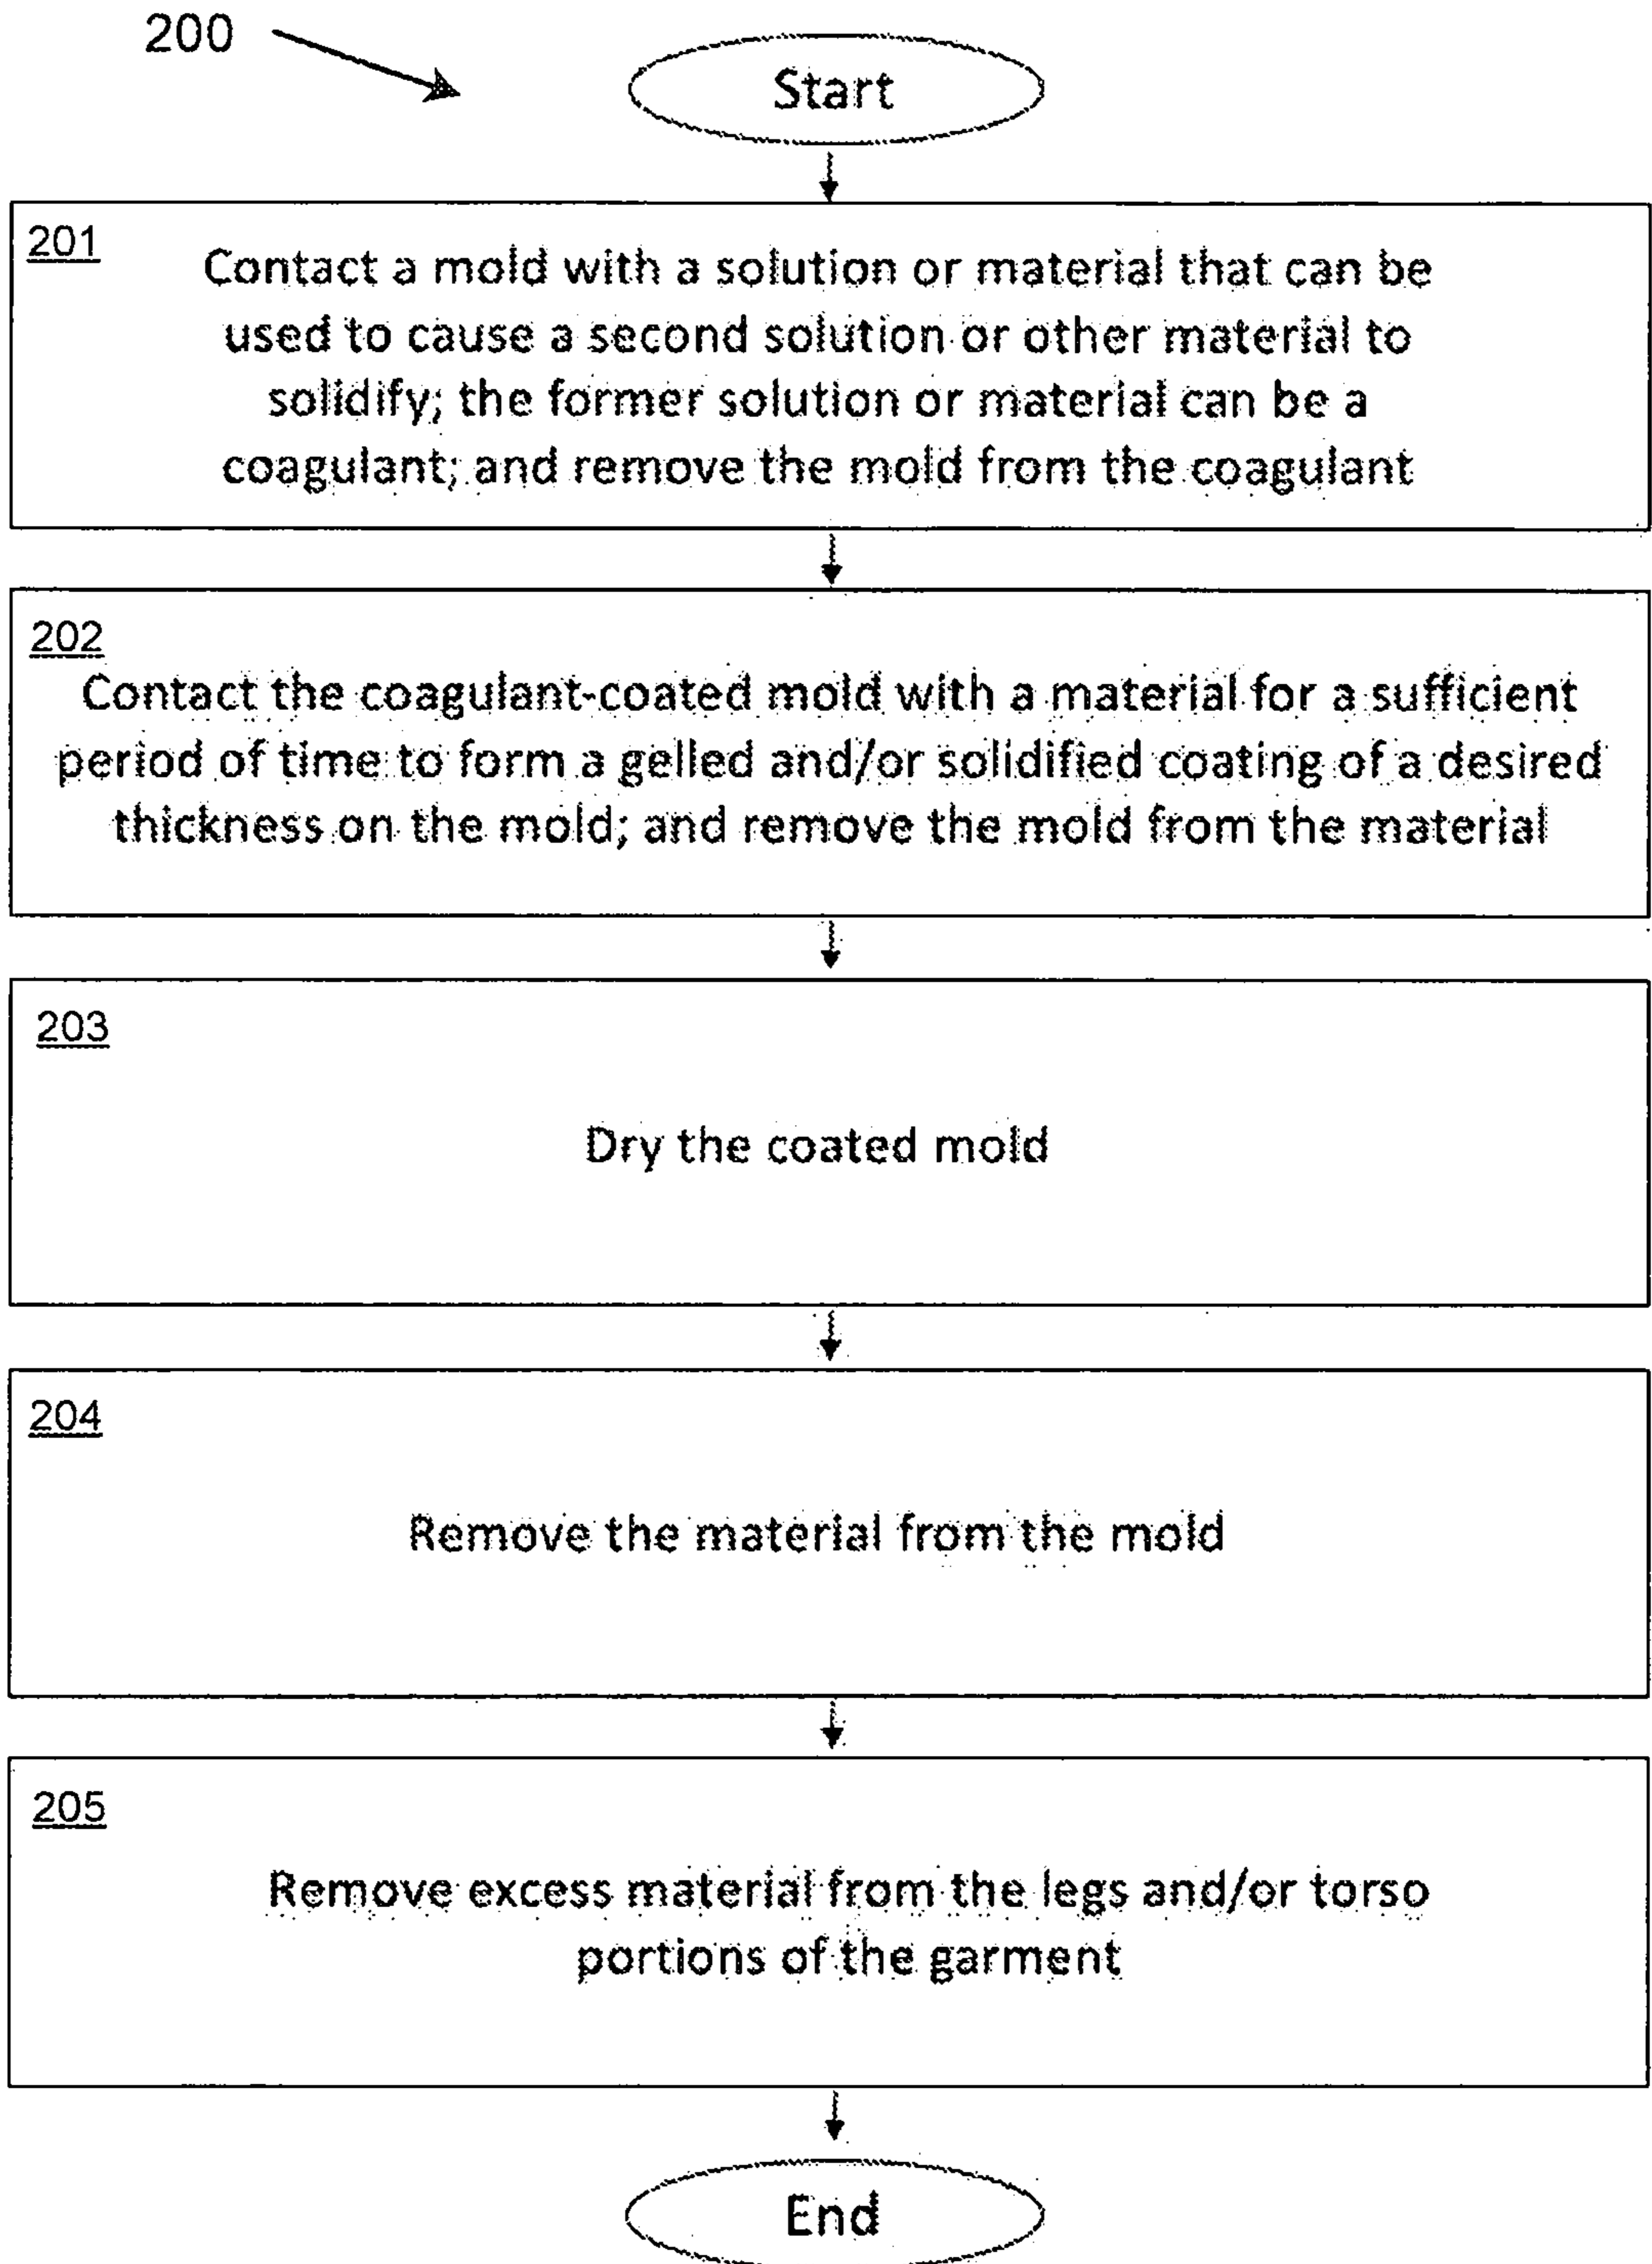 200
Start
201
Contact a mold with a solution or material that can be
used to cause a second solution or other material to
solidify; the former solution or material can be a
coagulant; and remove the mold from the coagulant
202
Contact the coagulant-coated mold with a material for a sufficient
period of time to form a gelled and/or solidified coating of a desired
thickness on the mold; and remove the mold from the material
203
Dry the coated mold
204
Remove the material from the mold
205
Remove excess material from the legs and/or torso
portions of the garment
End